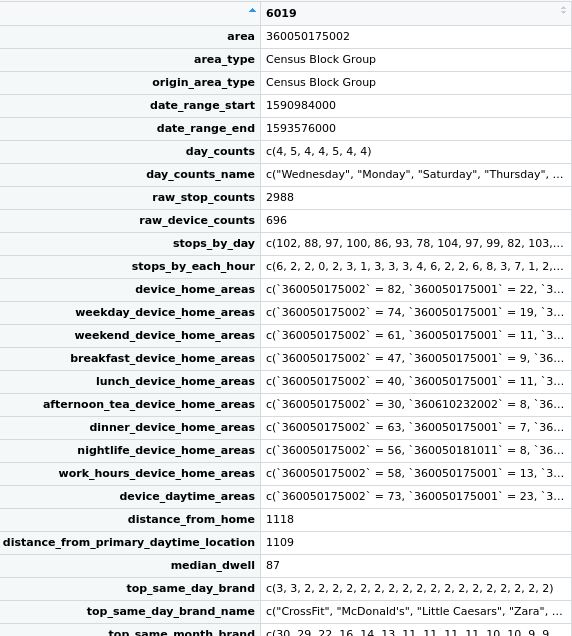 6019
area 360050175002
area_type Census Block Group
origin_area_type Census Block Group
date_range_start 1590984000
date_range_end 1593576000
day_counts c(4, 5, 4, 4, 5, 4, 4)
day_counts_name c("Wednesday", "Monday", "Saturday", "Thursday", ...
raw_stop_counts 2988
raw_device_counts 696
stops_by_day c(102, 88, 97, 100, 86, 93, 78, 104, 97, 99, 82, 103,...
stops_by_each_hour c(6, 2, 2, 0, 2, 3, 1, 3, 3, 3, 4, 6, 2, 2, 6, 8, 3, 7, 1, 2,...
device_home_areas c(`360050175002` = 82, `360050175001` = 22, `3...
weekday_device_home_areas c(`360050175002` = 74, `360050175001` = 19, `3...
weekend_device_home_areas c(`360050175002` = 61, `360050175001` = 11, `3...
breakfast_device_home_areas c(`360050175002` = 47, `360050175001` = 9, `36...
lunch_device_home_areas c(`360050175002` = 40, `360050175001` = 11, `3...
afternoon_tea_device_home_areas c(`360050175002` = 30, `360610232002` = 8, `36...
dinner_device_home_areas c(`360050175002` = 63, `360050175001` = 7, `36...
nightlife_device_home_areas c(`360050175002` = 56, `360050181011` = 8, `36...
work_hours_device_home_areas c(`360050175002` = 58, `360050175001` = 13, `3...
device_daytime_areas c(`360050175002` = 73, `360050175001` = 23, `3...
distance_from_home 1118
distance_from_primary_daytime_location 1109
median_dwell 87
top_same_day_brand c(3, 3, 2, 2, 2, 2, 2, 2, 2, 2, 2, 2, 2, 2, 2, 2, 2, 2, 2, 2)
top_same_day_brand_name c("CrossFit", "McDonald's", "Little Caesars", "Zara", ...
top_same_month_brand c(30, 29, 22, 16, 14, 13, 11, 11, 11, 11, 10, 10, 9, 9,...